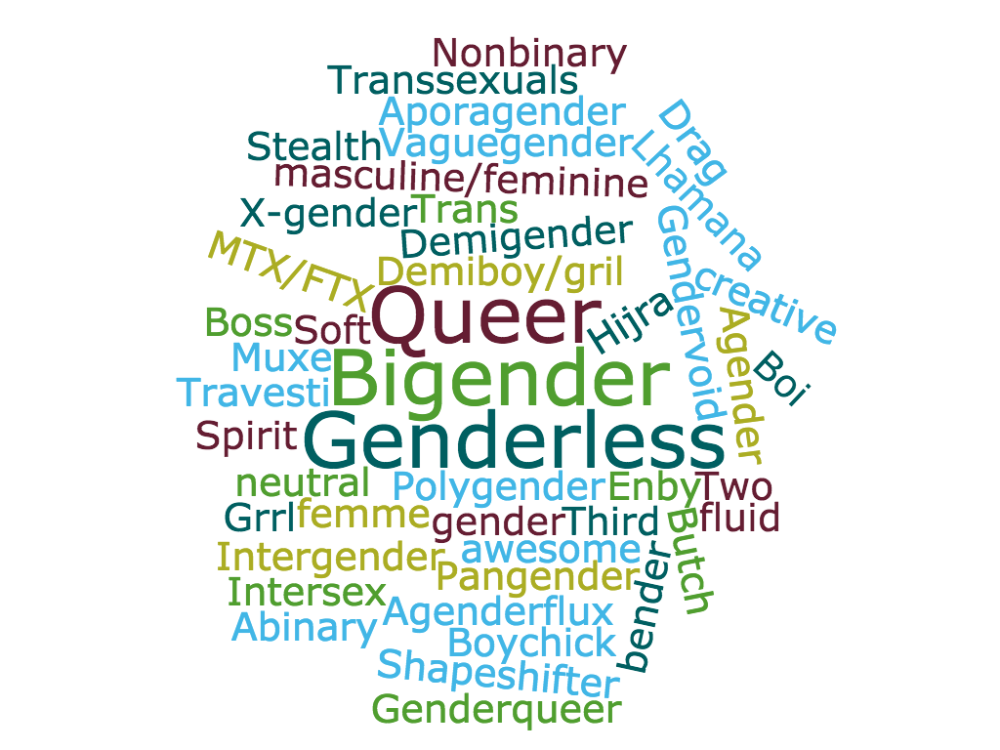 Nonbinary
Transsexuals
Aporagender
Drag
Stealth
Vaguegender
Lhamana
masculine/feminine
X-gender
Trans
Demigender
Gendervoid
MTX/FTX
Demiboy/gril
creative
Boss
Soft
Queer
Hijra
Agender
Muxe
Bigender
Boi
Travesti
Spirit
Genderless
neutral
Polygender
Enby
Two
Grrl
femme
gender
Third
fluid
Butch
Intergender
awesome
bender
Pangender
Intersex
Agenderflux
Abinary
Boychick
Shapeshifter
Genderqueer